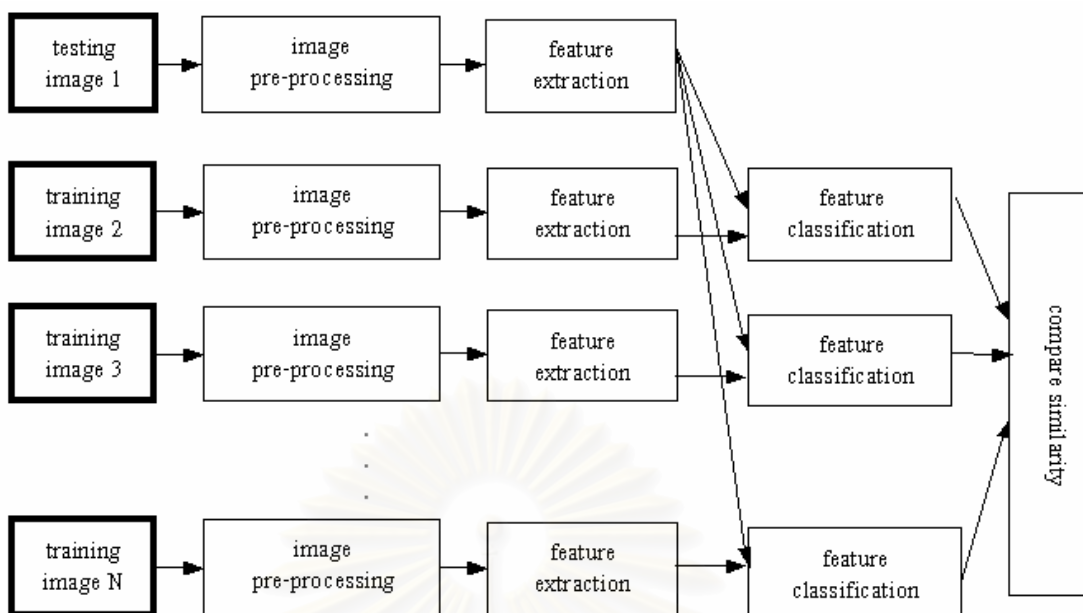 testing
image 1
image
pre-processing
feature
extraction
training
image 2
image
pre-processing
feature
extraction
feature
classification
training
image 3
image
pre-processing
feature
extraction
feature
classification
training
image N
image
pre-processing
feature
extraction
feature
classification
compare similarity